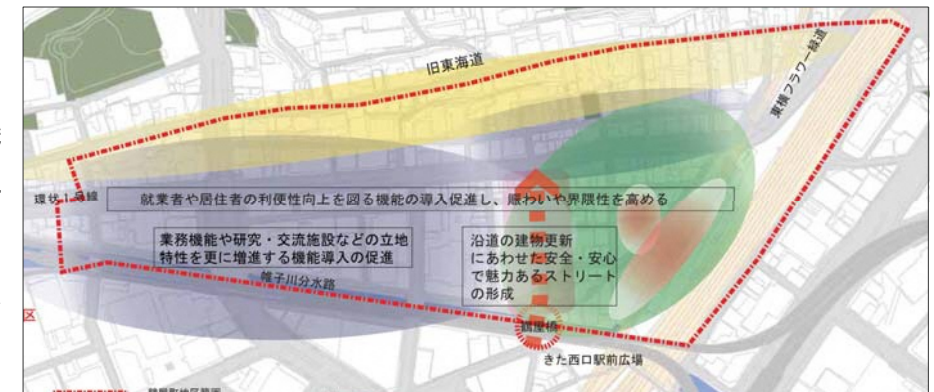 旧東海道
東横フラワー緑道
環状1号線
就業者や居住者の利便性向上を図る機能の導入促進し、賑わいや界隈性を高める
業務機能や研究・交流施設などの立地
特性を更に増進する機能導入の促進
沿道の建物更新
にあわせた安全・安心
で魅力あるストリート
の形成
帷子川分水路
鶴屋橋
きた西口駅前広場
区